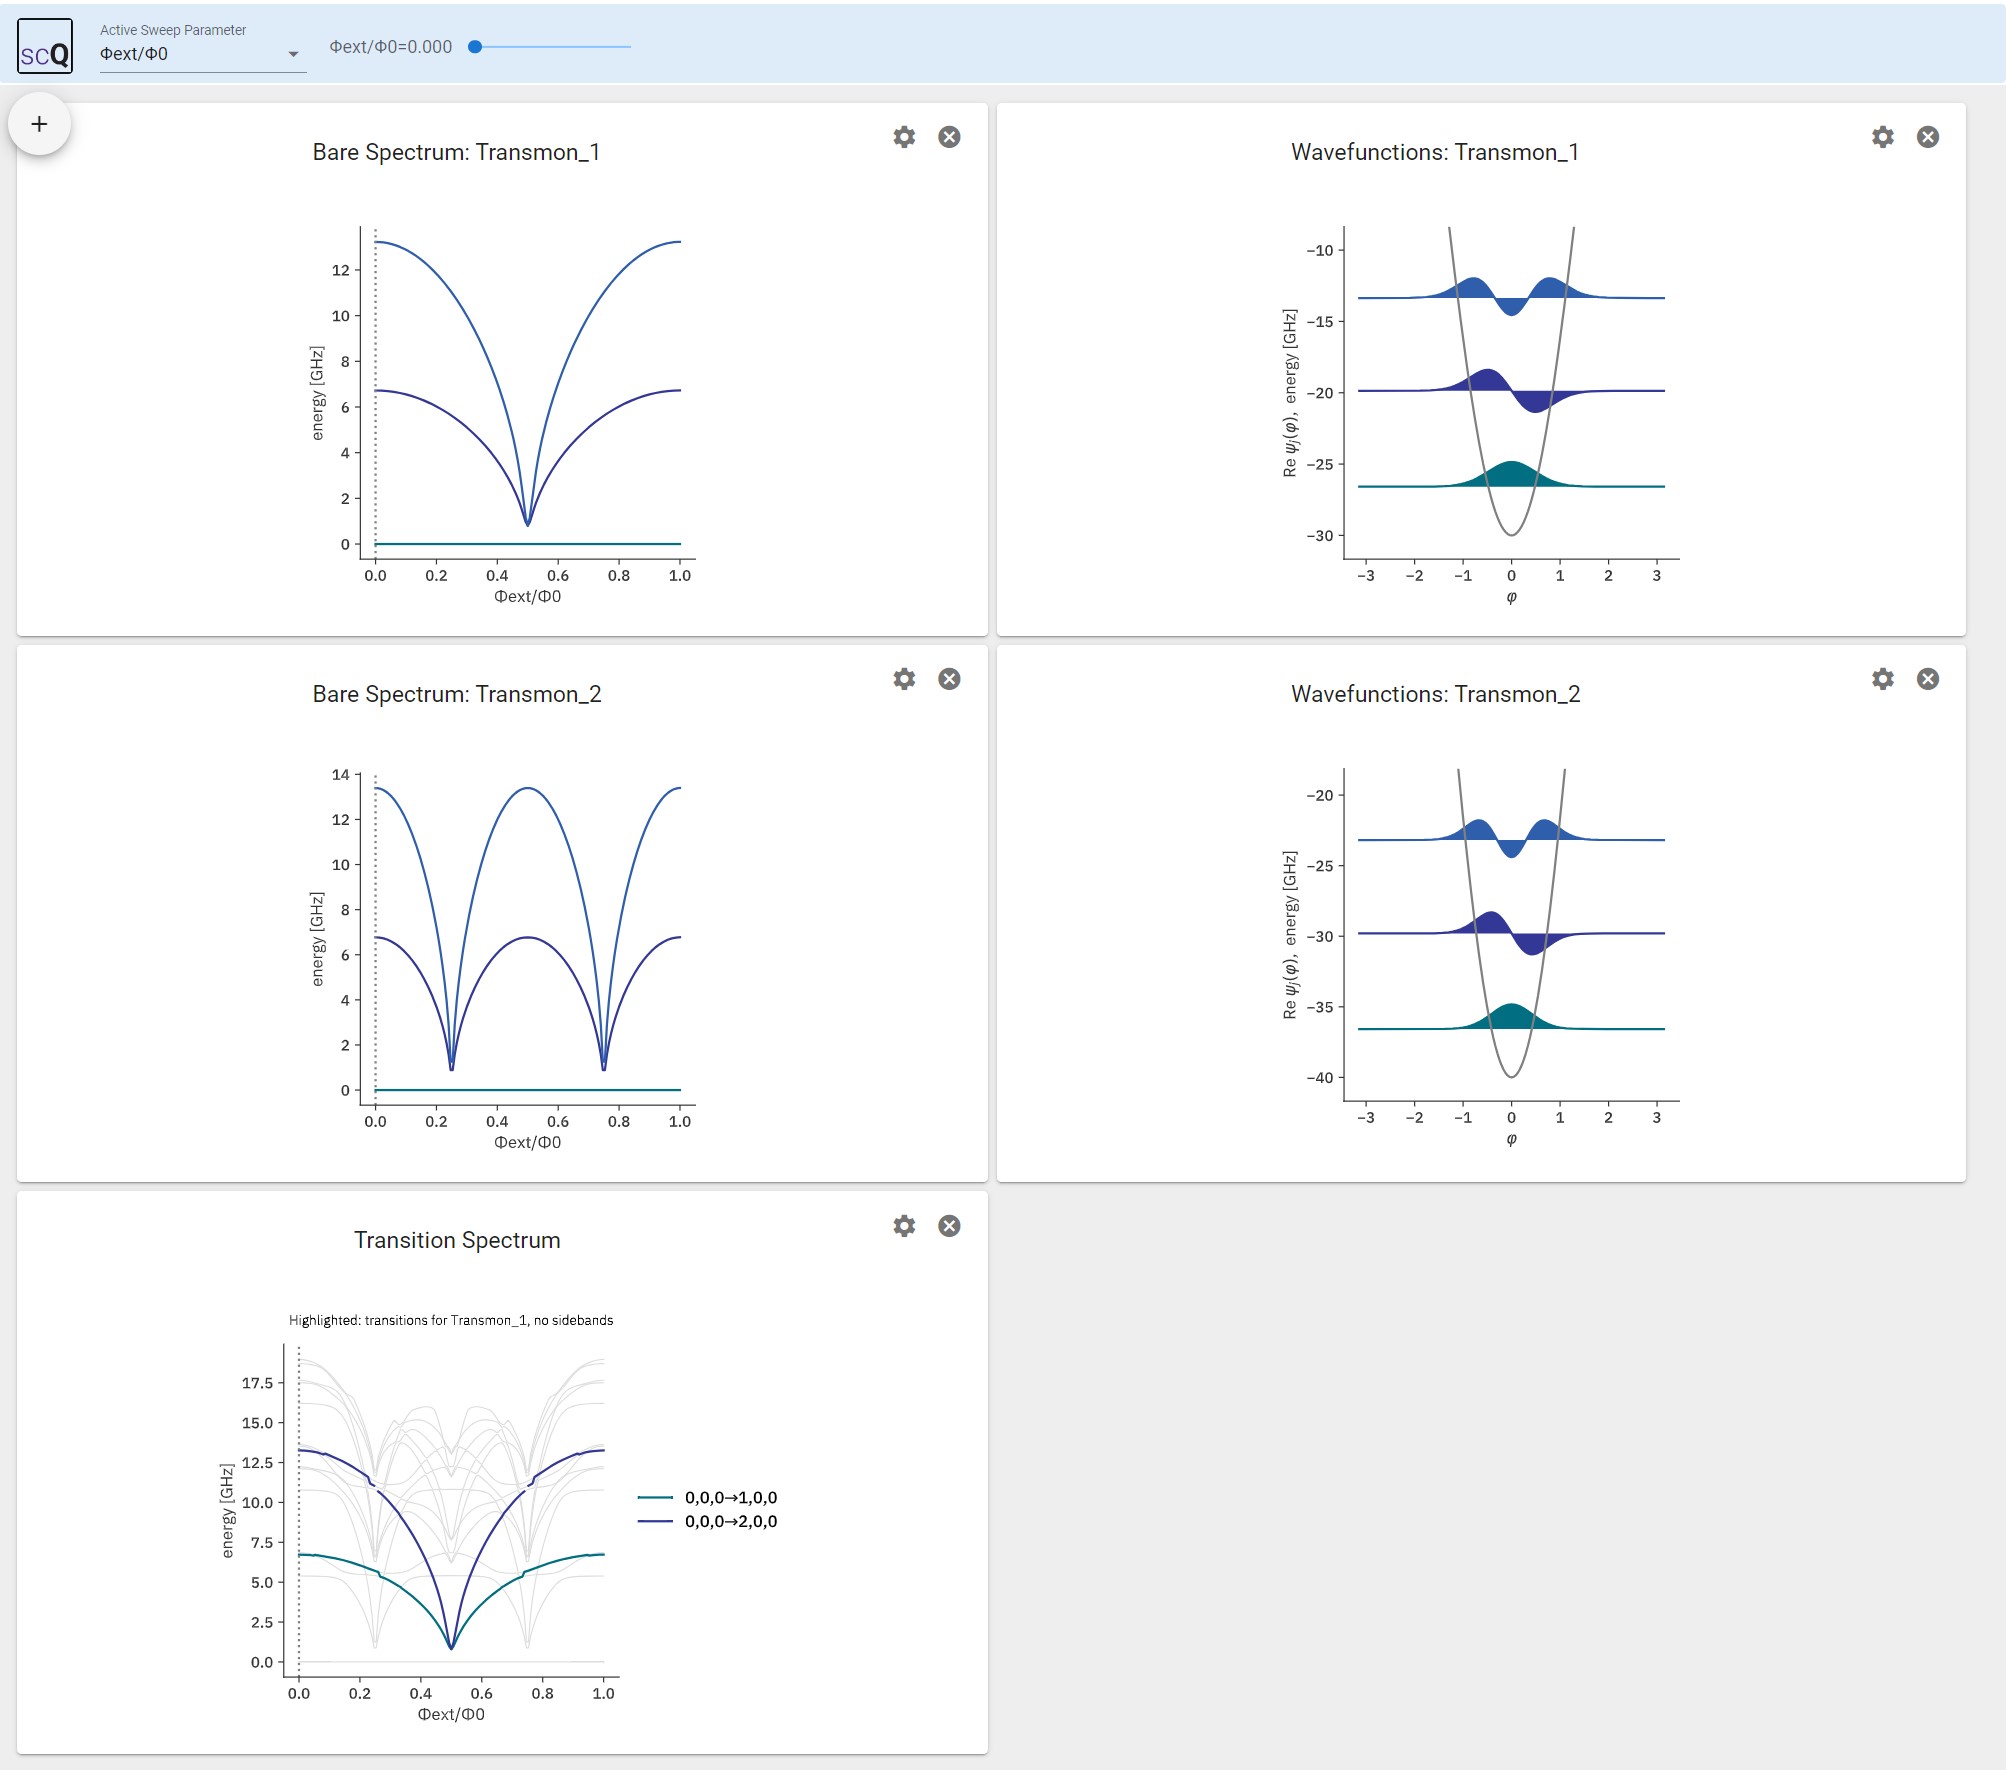 scQ
Active Sweep Parameter
Φext/Φ0
Φext/Φ0=0.000
+
Bare Spectrum: Transmon_1
12
10
8
6
4
2
0
energy [GHz]
0.0 0.2 0.4 0.6 0.8 1.0
Φext/Φ0
Wavefunctions: Transmon_1
−10
−15
−20
−25
−30
Re ψj(φ), energy [GHz]
−3 −2 −1 0 1 2 3
φ
Bare Spectrum: Transmon_2
14
12
10
8
6
4
2
0
energy [GHz]
0.0 0.2 0.4 0.6 0.8 1.0
Φext/Φ0
Wavefunctions: Transmon_2
−20
−25
−30
−35
−40
Re ψj(φ), energy [GHz]
−3 −2 −1 0 1 2 3
φ
Transition Spectrum
Highlighted: transitions for Transmon_1, no sidebands
17.5
15.0
12.5
10.0
7.5
5.0
2.5
0.0
energy [GHz]
0.0 0.2 0.4 0.6 0.8 1.0
Φext/Φ0
0,0,0→1,0,0
0,0,0→2,0,0